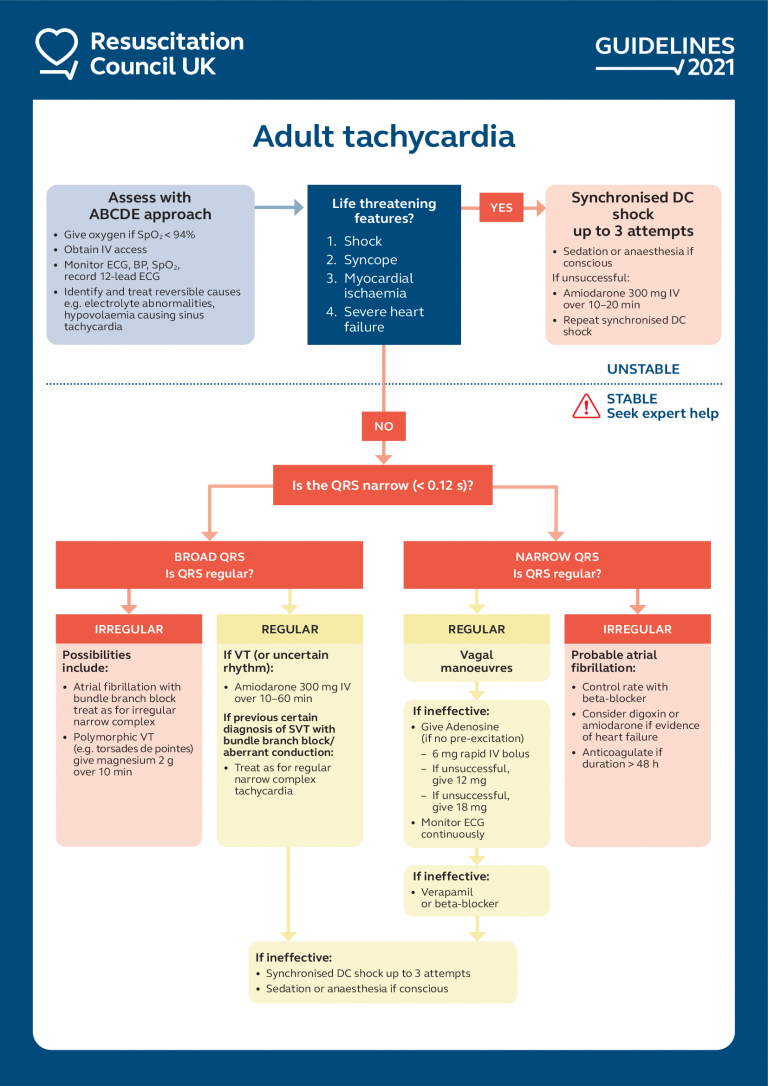 Resuscitation
Council UK
GUIDELINES
2021
Adult tachycardia
Assess with
ABCDE approach
• Give oxygen if SpO₂ < 94%
• Obtain IV access
• Monitor ECG, BP, SpO₂,
record 12-lead ECG
• Identify and treat reversible causes
e.g. electrolyte abnormalities,
hypovolaemia causing sinus
tachycardia
Life threatening
features?
1. Shock
2. Syncope
3. Myocardial
ischaemia
4. Severe heart
failure
YES
Synchronised DC
shock
up to 3 attempts
• Sedation or anaesthesia if
conscious
If unsuccessful:
• Amiodarone 300 mg IV
over 10–20 min
• Repeat synchronised DC
shock
UNSTABLE
STABLE
Seek expert help
NO
Is the QRS narrow (< 0.12 s)?
BROAD QRS
Is QRS regular?
NARROW QRS
Is QRS regular?
IRREGULAR
Possibilities
include:
• Atrial fibrillation with
bundle branch block
treat as for irregular
narrow complex
• Polymorphic VT
(e.g. torsades de pointes)
give magnesium 2 g
over 10 min
REGULAR
If VT (or uncertain
rhythm):
• Amiodarone 300 mg IV
over 10–60 min
If previous certain
diagnosis of SVT with
bundle branch block/
aberrant conduction:
• Treat as for regular
narrow complex
tachycardia
REGULAR
Vagal
manoeuvres
If ineffective:
• Give Adenosine
(if no pre-excitation)
– 6 mg rapid IV bolus
– If unsuccessful,
give 12 mg
– If unsuccessful,
give 18 mg
• Monitor ECG
continuously
If ineffective:
• Verapamil
or beta-blocker
IRREGULAR
Probable atrial
fibrillation:
• Control rate with
beta-blocker
• Consider digoxin or
amiodarone if evidence
of heart failure
• Anticoagulate if
duration > 48 h
If ineffective:
• Synchronised DC shock up to 3 attempts
• Sedation or anaesthesia if conscious